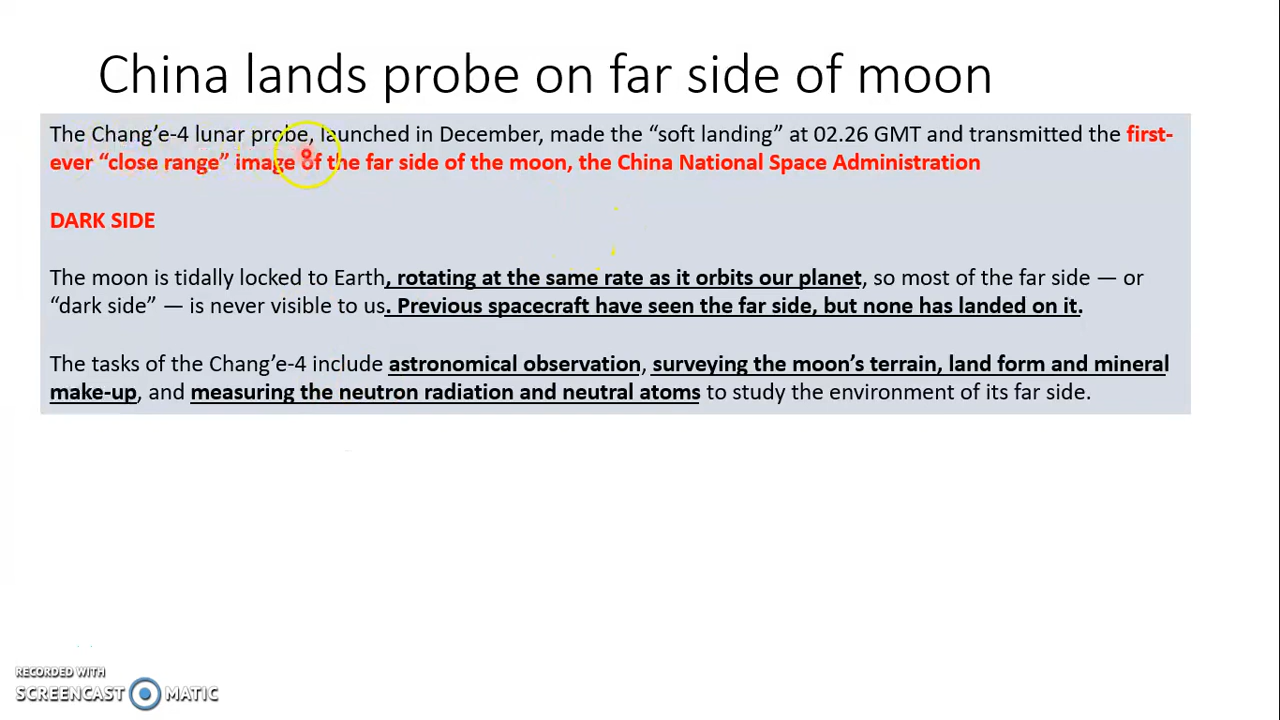 China lands probe on far side of moon
The Chang’e-4 lunar probe, launched in December, made the “soft landing” at 02.26 GMT and transmitted the first-
ever “close range” image of the far side of the moon, the China National Space Administration
DARK SIDE
The moon is tidally locked to Earth, rotating at the same rate as it orbits our planet, so most of the far side — or
“dark side” — is never visible to us. Previous spacecraft have seen the far side, but none has landed on it.
The tasks of the Chang’e-4 include astronomical observation, surveying the moon’s terrain, land form and mineral
make-up, and measuring the neutron radiation and neutral atoms to study the environment of its far side.
RECORDED WITH
SCREENCAST MATIC